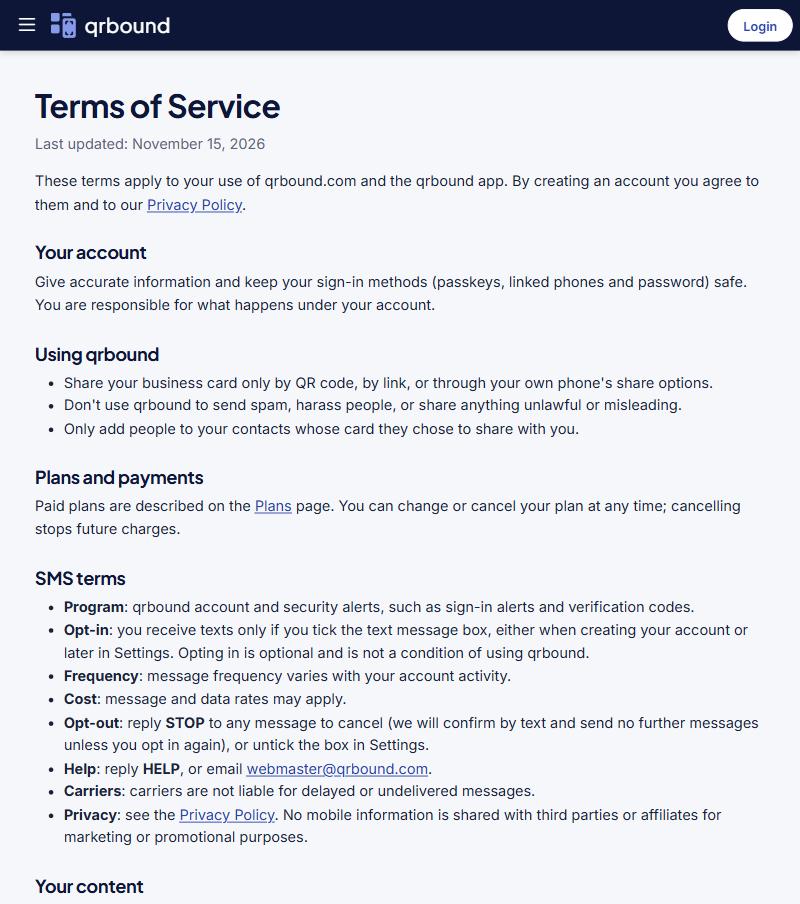 qrbound
Login
Terms of Service
Last updated: November 15, 2026
These terms apply to your use of qrbound.com and the qrbound app. By creating an account you agree to
them and to our Privacy Policy.
Your account
Give accurate information and keep your sign-in methods (passkeys, linked phones and password) safe.
You are responsible for what happens under your account.
Using qrbound
• Share your business card only by QR code, by link, or through your own phone's share options.
• Don't use qrbound to send spam, harass people, or share anything unlawful or misleading.
• Only add people to your contacts whose card they chose to share with you.
Plans and payments
Paid plans are described on the Plans page. You can change or cancel your plan at any time; cancelling
stops future charges.
SMS terms
• Program: qrbound account and security alerts, such as sign-in alerts and verification codes.
• Opt-in: you receive texts only if you tick the text message box, either when creating your account or
later in Settings. Opting in is optional and is not a condition of using qrbound.
• Frequency: message frequency varies with your account activity.
• Cost: message and data rates may apply.
• Opt-out: reply STOP to any message to cancel (we will confirm by text and send no further messages
unless you opt in again), or untick the box in Settings.
• Help: reply HELP, or email webmaster@qrbound.com.
• Carriers: carriers are not liable for delayed or undelivered messages.
• Privacy: see the Privacy Policy. No mobile information is shared with third parties or affiliates for
marketing or promotional purposes.
Your content